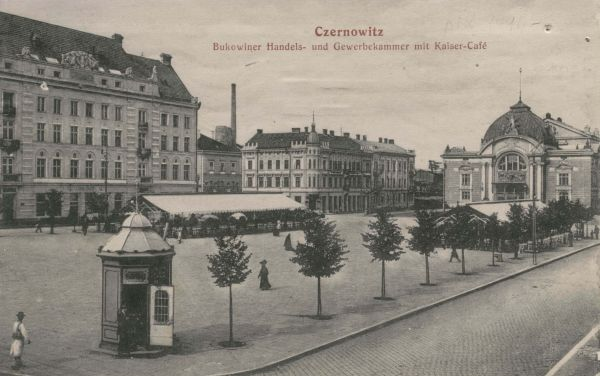 Czernowitz
Bukowiner Handels- und Gewerbekammer mit Kaiser-Café